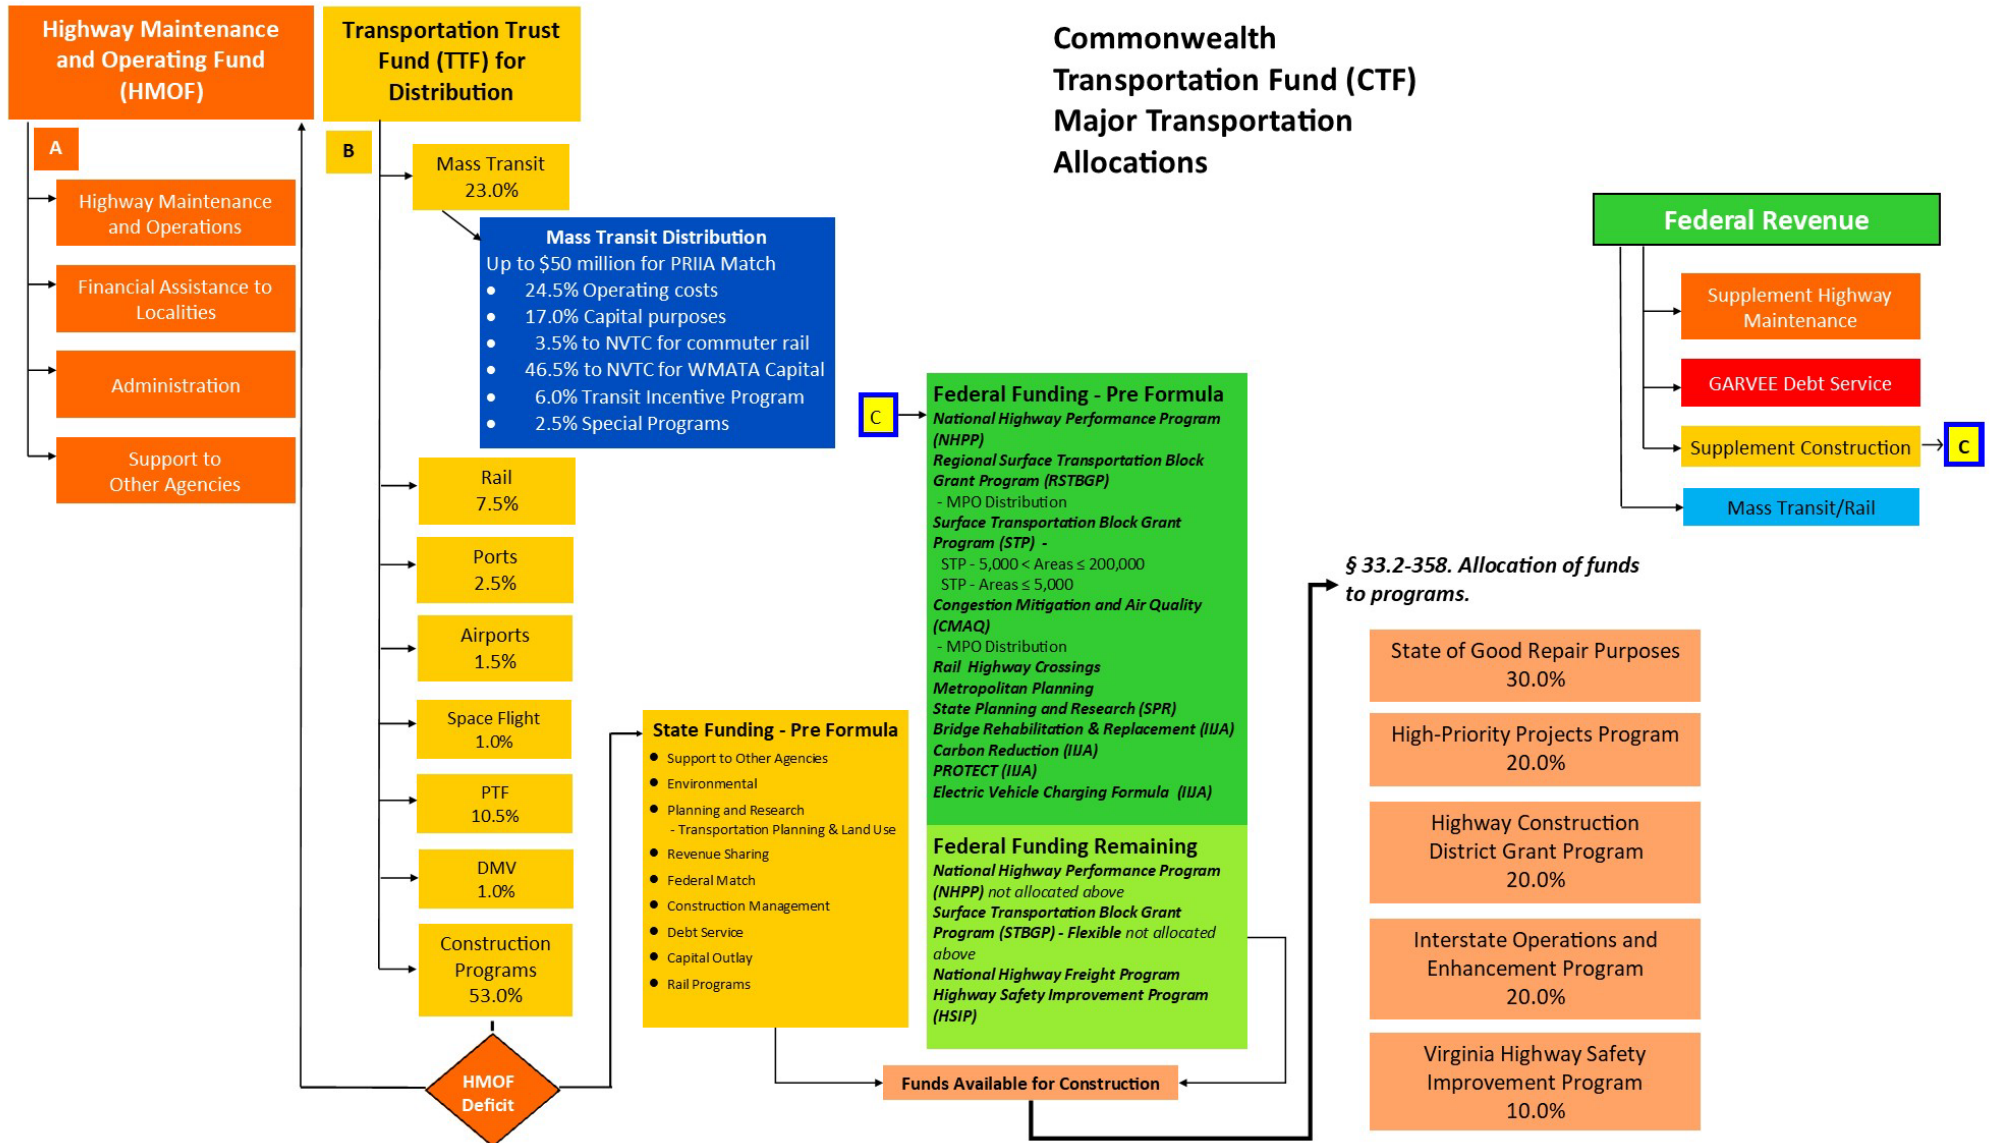 Highway Maintenance
and Operating Fund
(HMOF)
A
Highway Maintenance
and Operations
Financial Assistance to
Localities
Administration
Support to
Other Agencies
Transportation Trust
Fund (TTF) for
Distribution
B
Mass Transit
23.0%
Mass Transit Distribution
Up to $50 million for PRIIA Match
• 24.5% Operating costs
• 17.0% Capital purposes
• 3.5% to NVTC for commuter rail
• 46.5% to NVTC for WMATA Capital
• 6.0% Transit Incentive Program
• 2.5% Special Programs
Rail
7.5%
Ports
2.5%
Airports
1.5%
Space Flight
1.0%
PTF
10.5%
DMV
1.0%
Construction
Programs
53.0%
HMOF
Deficit
State Funding - Pre Formula
• Support to Other Agencies
• Environmental
• Planning and Research
- Transportation Planning & Land Use
• Revenue Sharing
• Federal Match
• Construction Management
• Debt Service
• Capital Outlay
• Rail Programs
Commonwealth
Transportation Fund (CTF)
Major Transportation
Allocations
C
Federal Funding - Pre Formula
National Highway Performance Program
(NHPP)
Regional Surface Transportation Block
Grant Program (RSTBGP)
- MPO Distribution
Surface Transportation Block Grant
Program (STP) -
STP - 5,000 < Areas ≤ 200,000
STP - Areas ≤ 5,000
Congestion Mitigation and Air Quality
(CMAQ)
- MPO Distribution
Rail Highway Crossings
Metropolitan Planning
State Planning and Research (SPR)
Bridge Rehabilitation & Replacement (IIJA)
Carbon Reduction (IIJA)
PROTECT (IIJA)
Electric Vehicle Charging Formula (IIJA)
Federal Funding Remaining
National Highway Performance Program
(NHPP) not allocated above
Surface Transportation Block Grant
Program (STBGP) - Flexible not allocated
above
National Highway Freight Program
Highway Safety Improvement Program
(HSIP)
Funds Available for Construction
Federal Revenue
Supplement Highway
Maintenance
GARVEE Debt Service
Supplement Construction
C
Mass Transit/Rail
§ 33.2-358. Allocation of funds
to programs.
State of Good Repair Purposes
30.0%
High-Priority Projects Program
20.0%
Highway Construction
District Grant Program
20.0%
Interstate Operations and
Enhancement Program
20.0%
Virginia Highway Safety
Improvement Program
10.0%